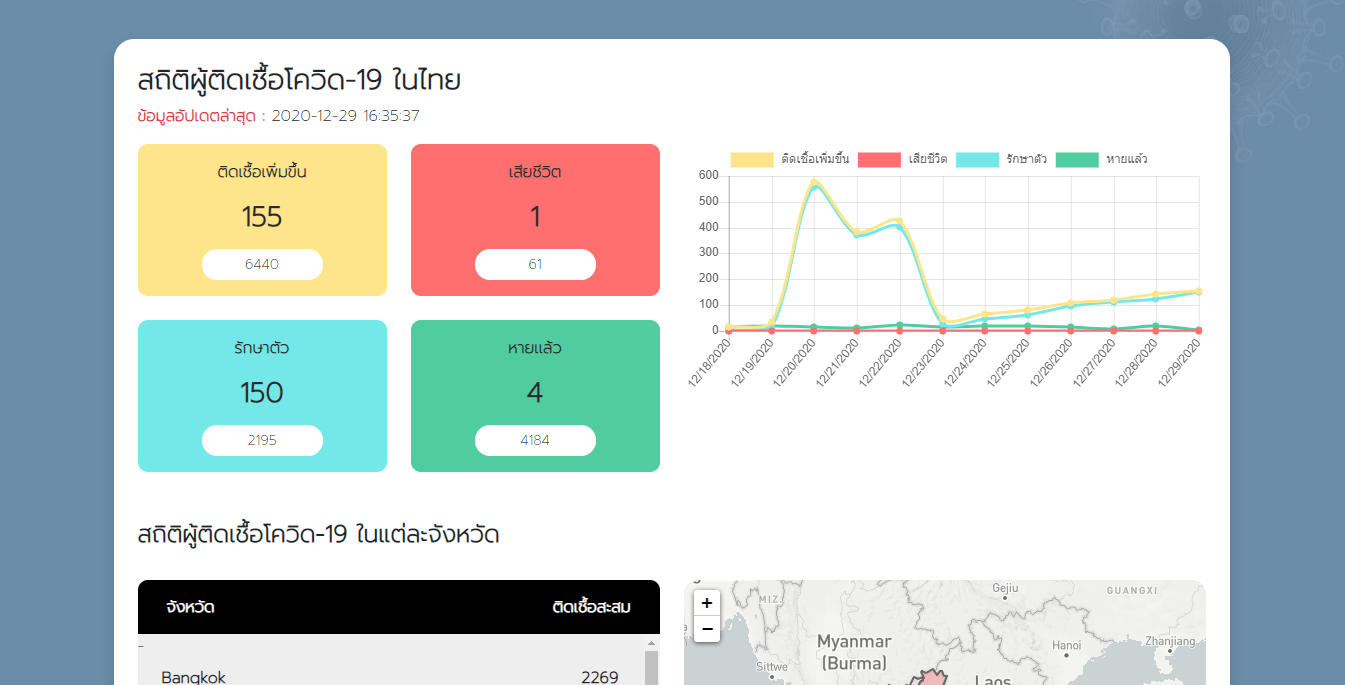 สถิติผู้ติดเชื้อโควิด-19 ในไทย
ข้อมูลอัปเดตล่าสุด : 2020-12-29 16:35:37
ติดเชื้อเพิ่มขึ้น
155
6440
เสียชีวิต
1
61
รักษาตัว
150
2195
หายแล้ว
4
4184
ติดเชื้อเพิ่มขึ้น เสียชีวิต รักษาตัว หายแล้ว
600
500
400
300
200
100
0
12/18/2020 12/19/2020 12/20/2020 12/21/2020 12/22/2020 12/23/2020 12/24/2020 12/25/2020 12/26/2020 12/27/2020 12/28/2020 12/29/2020
สถิติผู้ติดเชื้อโควิด-19 ในแต่ละจังหวัด
จังหวัด ติดเชื้อสะสม
Bangkok 2269
+
−
MIZ.
Gejiu
GUANGXI
Myanmar
(Burma)
Hanoi
Zhanjiang
Sittwe
Laos